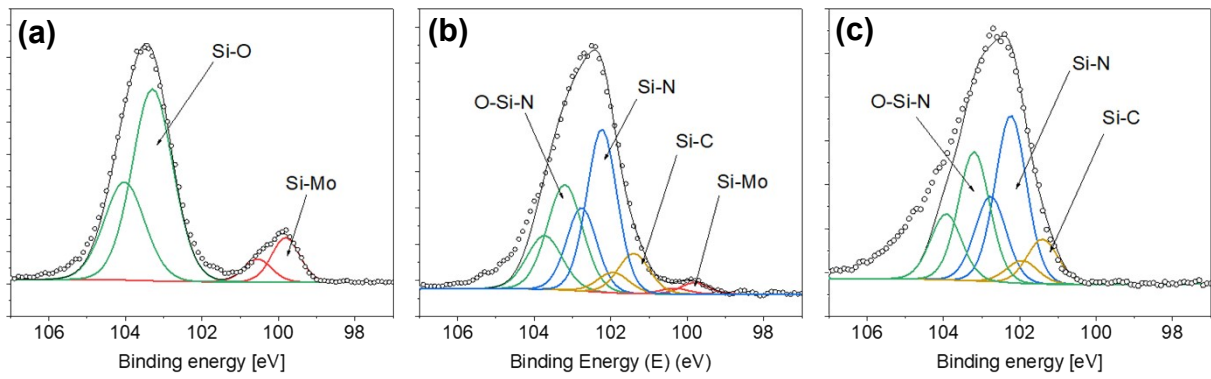 (a)
Si-O
Si-Mo
106 104 102 100 98
Binding energy [eV]
(b)
O-Si-N
Si-N
Si-C
Si-Mo
106 104 102 100 98
Binding Energy (E) (eV)
(c)
O-Si-N
Si-N
Si-C
106 104 102 100 98
Binding energy [eV]